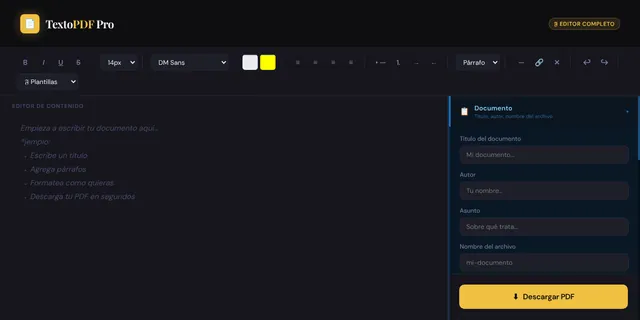 TextoPDF Pro
EDITOR COMPLETO
B I U S 14px DM Sans 1. Párrafo
Plantillas
EDITOR DE CONTENIDO
Empieza a escribir tu documento aquí...
Escribe un título
Agrega párrafos
Formatea como quieras
Descarga tu PDF en segundos
Documento
Título, autor, nombre del archivo
Título del documento
Mi documento...
Autor
Tu nombre...
Asunto
Sobre qué trata...
Nombre del archivo
mi-documento
Descargar PDF